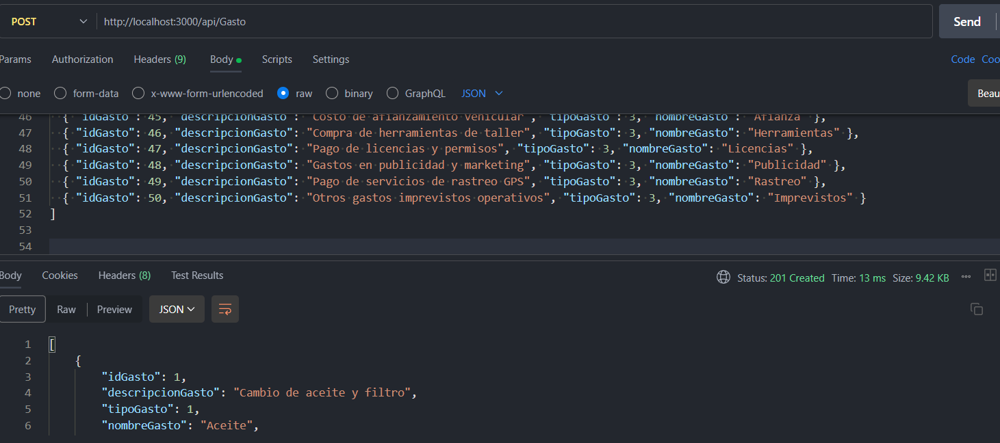 POST http://localhost:3000/api/Gasto Send
Params Authorization Headers (9) Body Scripts Settings Code Coo
none form-data x-www-form-urlencoded raw binary GraphQL JSON Beau
46 { "idGasto": 45, "descripcionGasto": "Costo de afianzamiento vehicular", "tipoGasto": 3, "nombreGasto": "Afianza" },
47 { "idGasto": 46, "descripcionGasto": "Compra de herramientas de taller", "tipoGasto": 3, "nombreGasto": "Herramientas" },
48 { "idGasto": 47, "descripcionGasto": "Pago de licencias y permisos", "tipoGasto": 3, "nombreGasto": "Licencias" },
49 { "idGasto": 48, "descripcionGasto": "Gastos en publicidad y marketing", "tipoGasto": 3, "nombreGasto": "Publicidad" },
50 { "idGasto": 49, "descripcionGasto": "Pago de servicios de rastreo GPS", "tipoGasto": 3, "nombreGasto": "Rastreo" },
51 { "idGasto": 50, "descripcionGasto": "Otros gastos imprevistos operativos", "tipoGasto": 3, "nombreGasto": "Imprevistos" }
52 ]
53
54
Body Cookies Headers (8) Test Results Status: 201 Created Time: 13 ms Size: 9.42 KB
Pretty Raw Preview JSON
1 [
2 {
3 "idGasto": 1,
4 "descripcionGasto": "Cambio de aceite y filtro",
5 "tipoGasto": 1,
6 "nombreGasto": "Aceite",